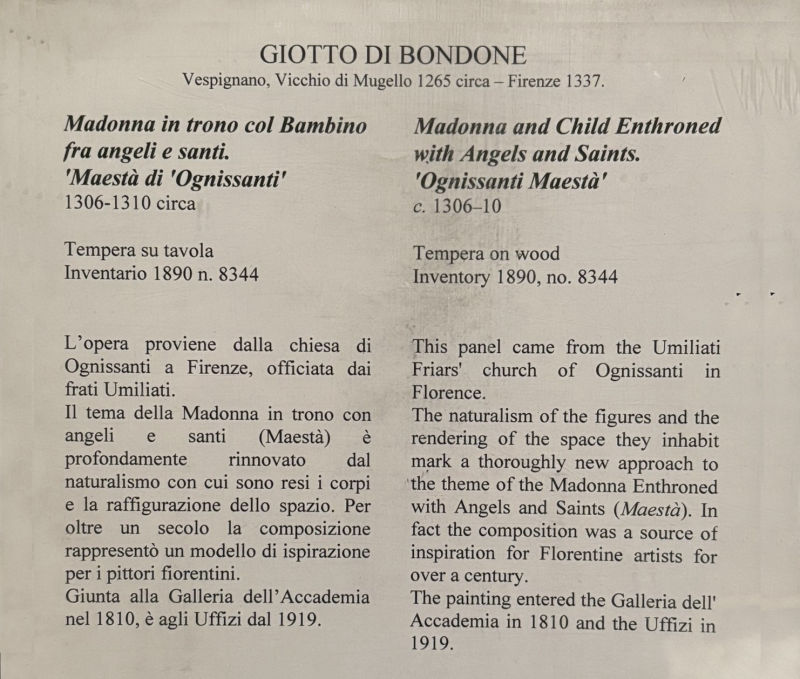 GIOTTO DI BONDONE
Vespignano, Vicchio di Mugello 1265 circa – Firenze 1337.
Madonna in trono col Bambino
fra angeli e santi.
'Maestà di 'Ognissanti'
1306-1310 circa
Tempera su tavola
Inventario 1890 n. 8344
L’opera proviene dalla chiesa di
Ognissanti a Firenze, officiata dai
frati Umiliati.
Il tema della Madonna in trono con
angeli e santi (Maestà) è
profondamente rinnovato dal
naturalismo con cui sono resi i corpi
e la raffigurazione dello spazio. Per
oltre un secolo la composizione
rappresentò un modello di ispirazione
per i pittori fiorentini.
Giunta alla Galleria dell’Accademia
nel 1810, è agli Uffizi dal 1919.
Madonna and Child Enthroned
with Angels and Saints.
'Ognissanti Maestà'
c. 1306–10
Tempera on wood
Inventory 1890, no. 8344
This panel came from the Umiliati
Friars' church of Ognissanti in
Florence.
The naturalism of the figures and the
rendering of the space they inhabit
mark a thoroughly new approach to
the theme of the Madonna Enthroned
with Angels and Saints (Maestà). In
fact the composition was a source of
inspiration for Florentine artists for
over a century.
The painting entered the Galleria dell'
Accademia in 1810 and the Uffizi in
1919.